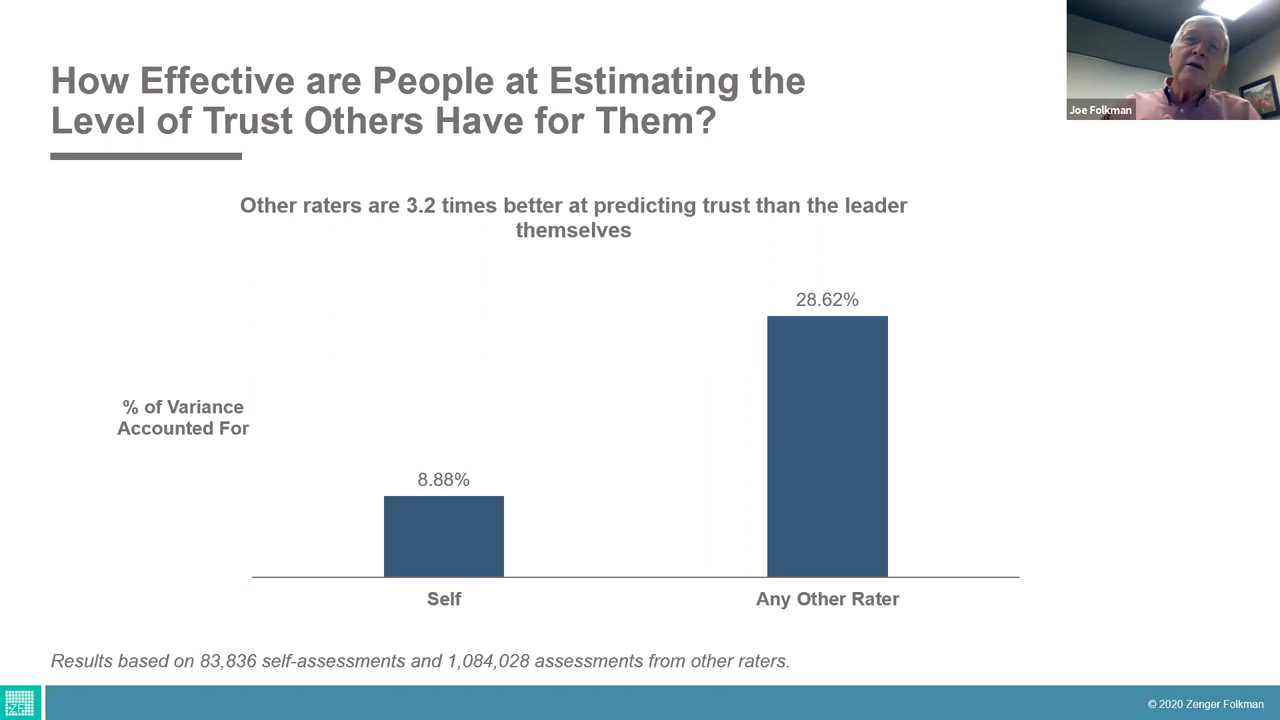 How Effective are People at Estimating the
Level of Trust Others Have for Them?
Joe Folkman
Other raters are 3.2 times better at predicting trust than the leader
themselves
28.62%
% of Variance
Accounted For
8.88%
Self
Any Other Rater
Results based on 83,836 self-assessments and 1,084,028 assessments from other raters.
ZF
© 2020 Zenger Folkman